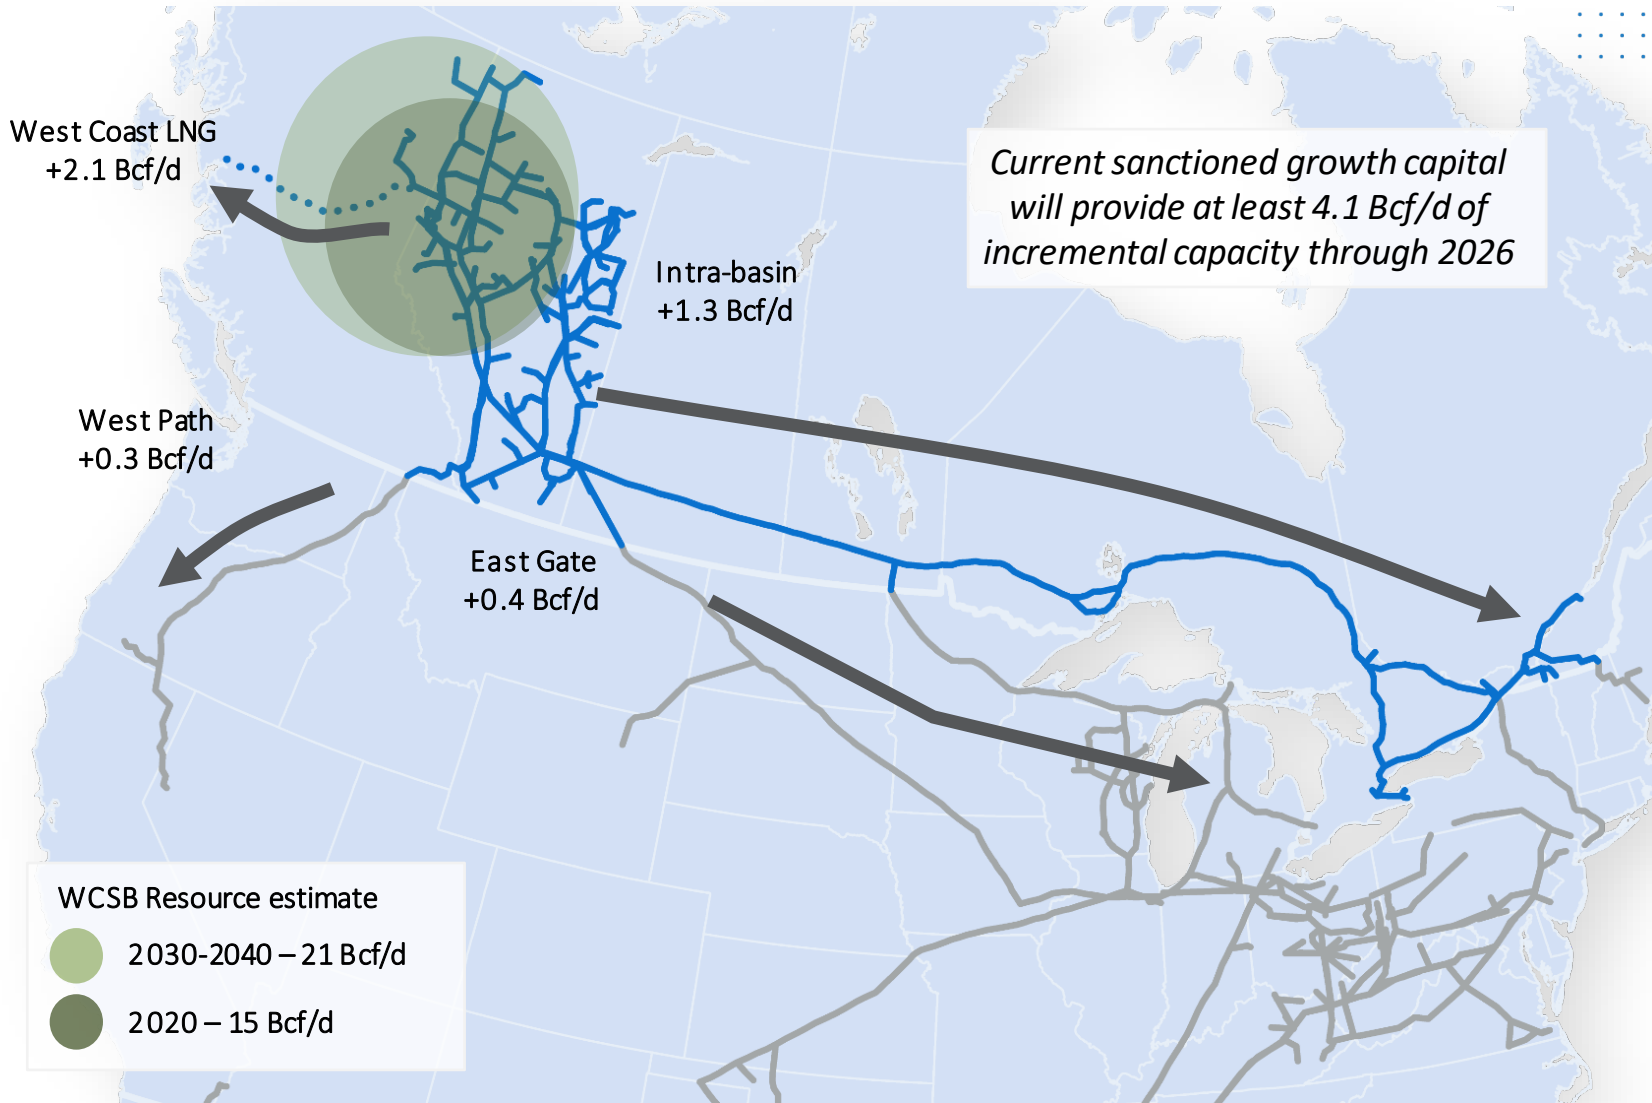 West Coast LNG
+2.1 Bcf/d
Current sanctioned growth capital
will provide at least 4.1 Bcf/d of
incremental capacity through 2026
Intra-basin
+1.3 Bcf/d
West Path
+0.3 Bcf/d
East Gate
+0.4 Bcf/d
WCSB Resource estimate
2030-2040 – 21 Bcf/d
2020 – 15 Bcf/d